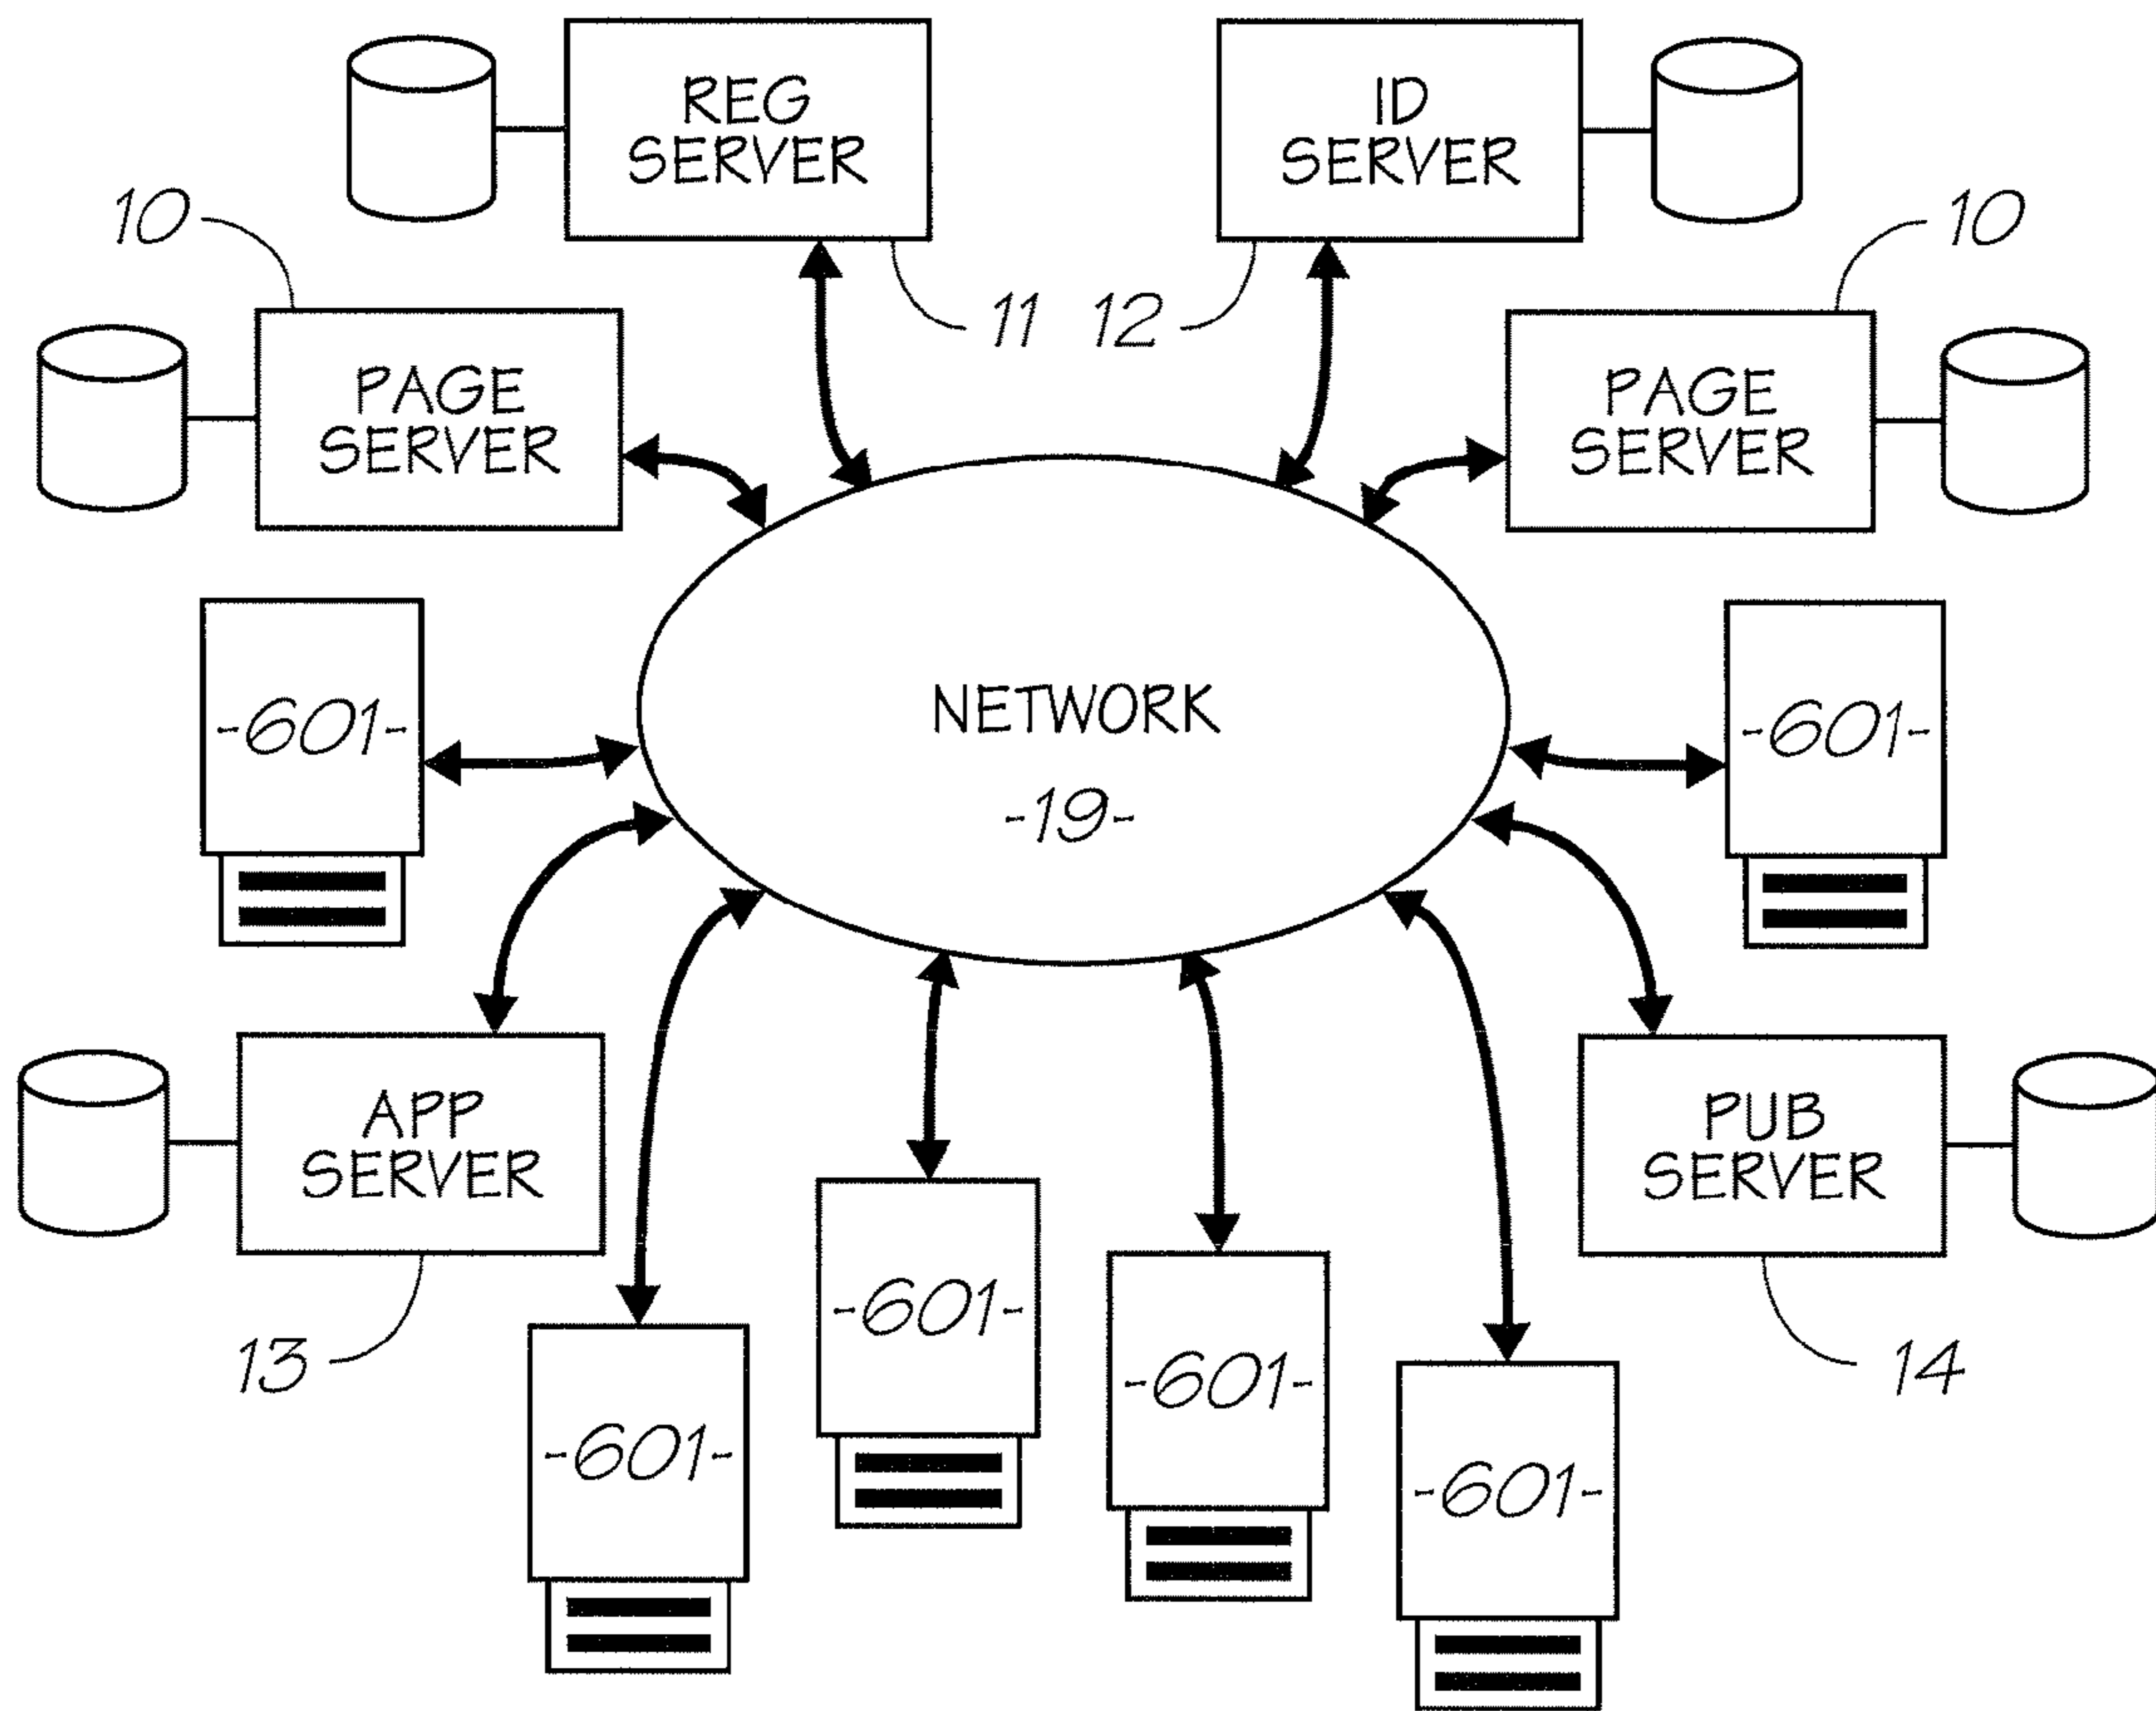 REG
SERVER
ID
SERVER
10
10
11
12
PAGE
SERVER
PAGE
SERVER
-601-
NETWORK
-19-
-601-
APP
SERVER
PUB
SERVER
13
-601-
-601-
-601-
-601-
14